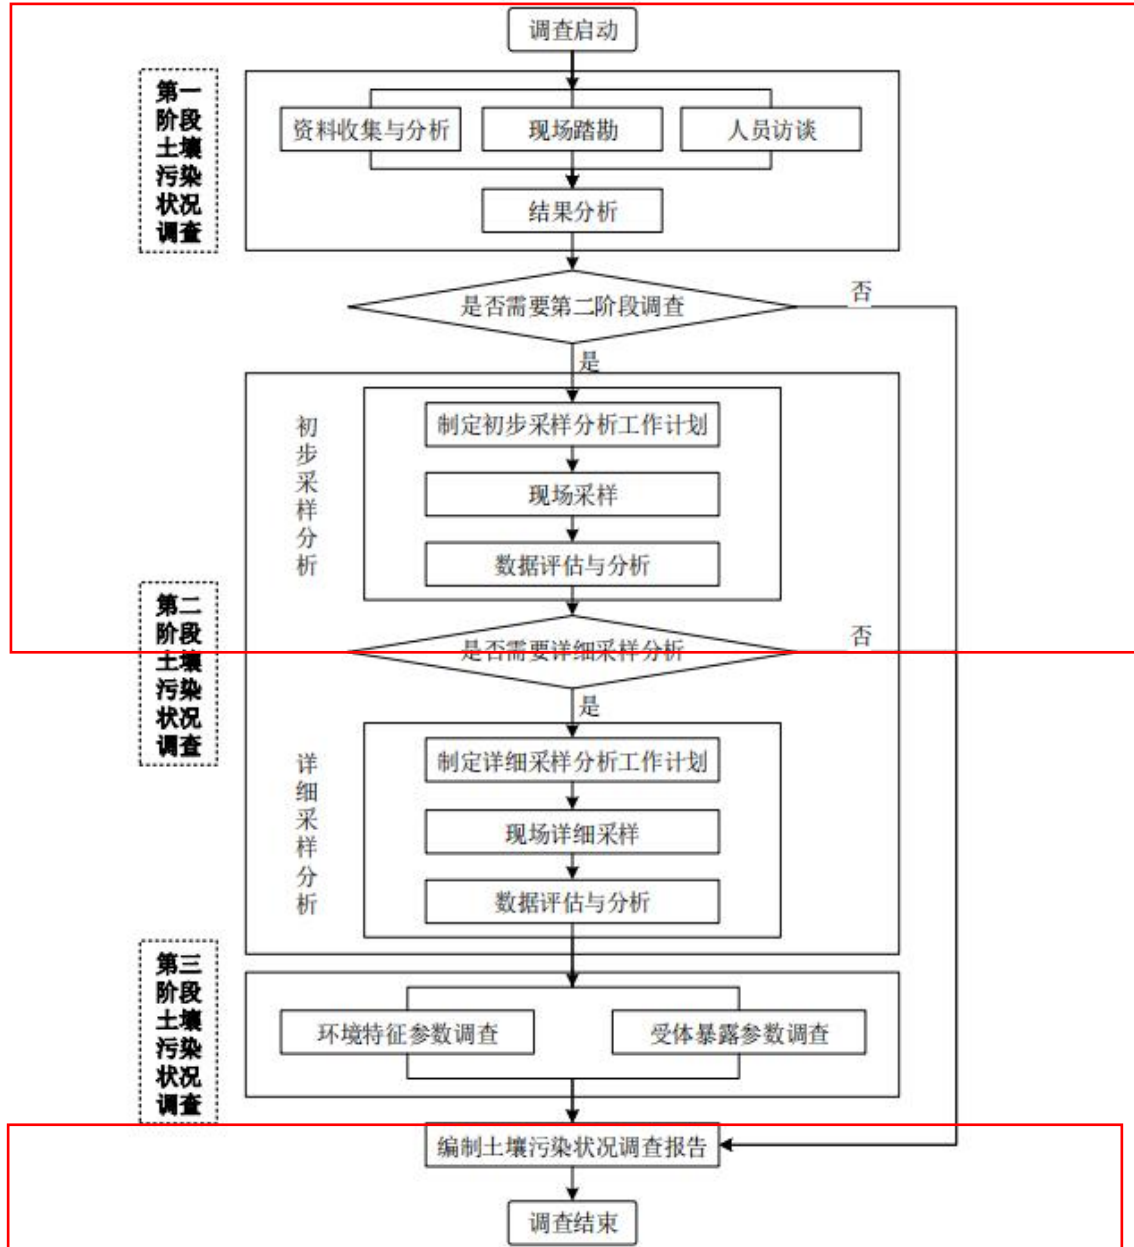 调查启动
第一
阶段
土壤
污染
状况
调查
资料收集与分析
现场踏勘
人员访谈
结果分析
是否需要第二阶段调查
否
是
初
步
采
样
分
析
制定初步采样分析工作计划
现场采样
数据评估与分析
第二
阶段
土壤
污染
状况
调查
是否需要详细采样分析
否
是
详
细
采
样
分
析
制定详细采样分析工作计划
现场详细采样
数据评估与分析
第三
阶段
土壤
污染
状况
调查
环境特征参数调查
受体暴露参数调查
编制土壤污染状况调查报告
调查结束